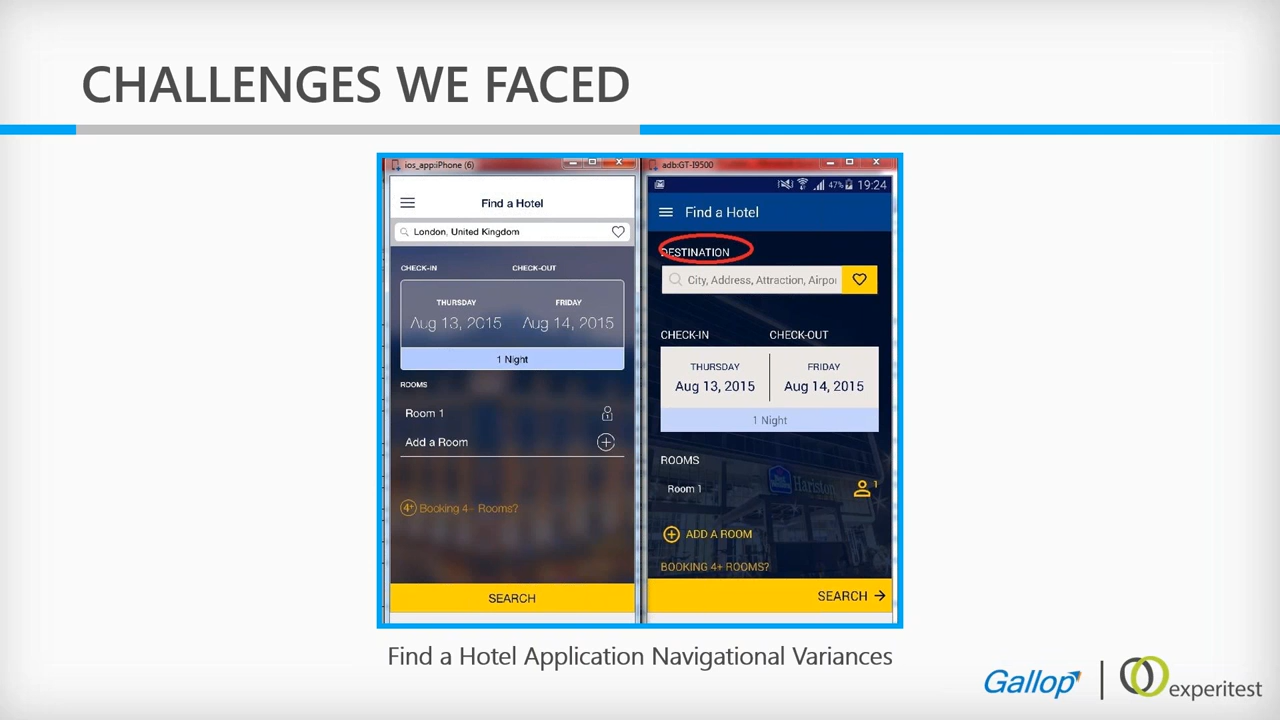 CHALLENGES WE FACED
ios_app:iPhone (6)
Find a Hotel
London, United Kingdom
CHECK-IN CHECK-OUT
THURSDAY FRIDAY
Aug 13, 2015 Aug 14, 2015
1 Night
ROOMS
Room 1
Add a Room
4+ Booking 4+ Rooms?
SEARCH
adb:GT-I9500
47% 19:24
Find a Hotel
DESTINATION
City, Address, Attraction, Airpor
CHECK-IN CHECK-OUT
THURSDAY FRIDAY
Aug 13, 2015 Aug 14, 2015
1 Night
ROOMS
Hariston
Room 1 1
ADD A ROOM
BOOKING 4+ ROOMS?
SEARCH
Find a Hotel Application Navigational Variances
Gallop
experitest